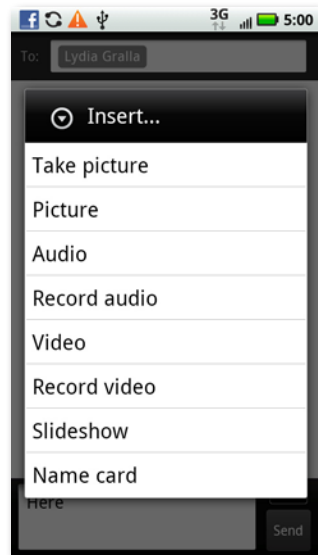 3G 5:00
To: Lydia Gralla
Insert...
Take picture
Picture
Audio
Record audio
Video
Record video
Slideshow
Name card
Here
Send